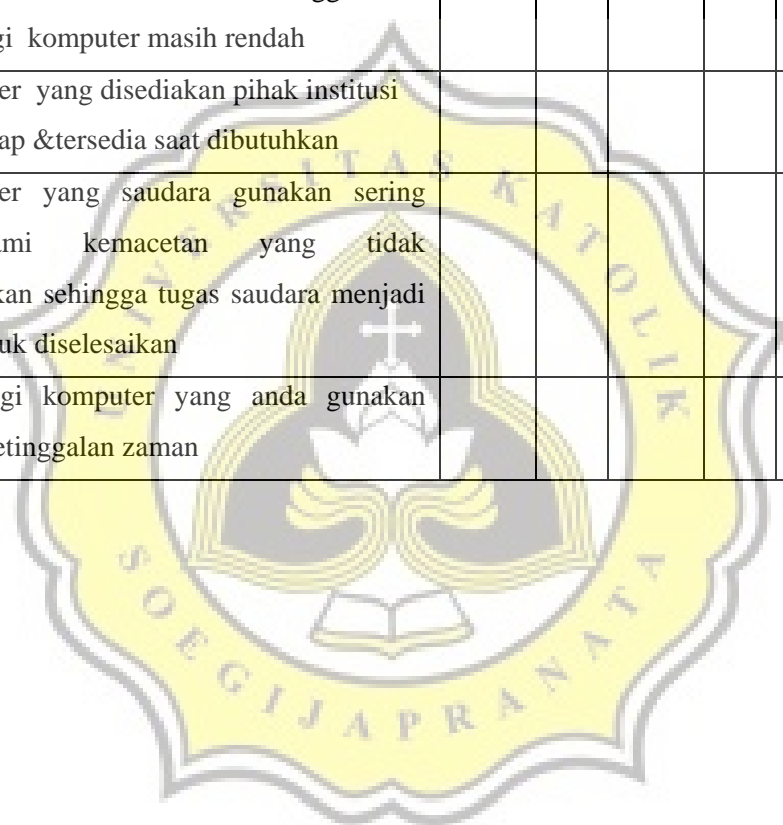 gi komputer masih rendah
er yang disediakan pihak institusi
ap &tersedia saat dibutuhkan
er yang saudara gunakan sering
ami kemacetan yang tidak
kan sehingga tugas saudara menjadi
uk diselesaikan
gi komputer yang anda gunakan
etinggalan zaman
UNIVERSITAS KATOLIK
SOEGIJAPRANATA